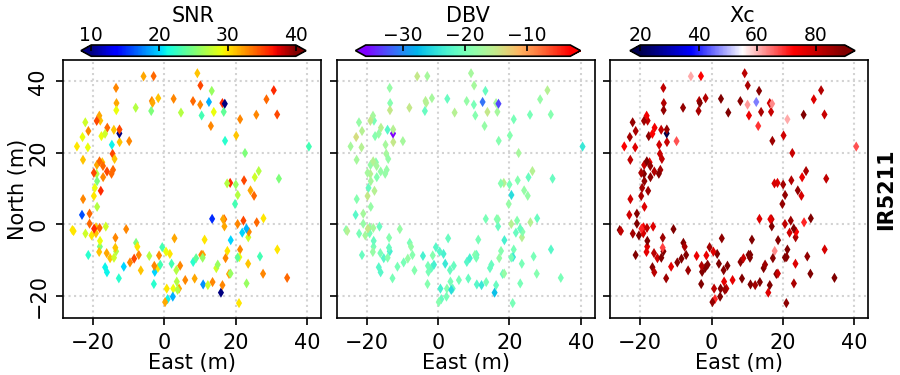 SNR DBV Xc
10 20 30 40 −30 −20 −10 20 40 60 80
40
20
0
−20
North (m)
IR5211
−20 0 20 40 −20 0 20 40 −20 0 20 40
East (m) East (m) East (m)